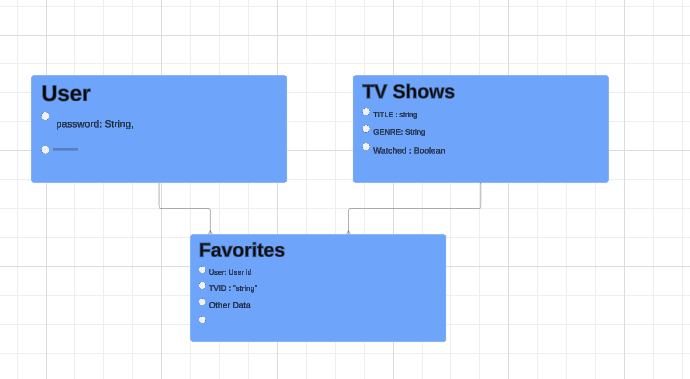 User
password: String,
TV Shows
TITLE : string
GENRE: String
Watched : Boolean
Favorites
User: User id
TVID : "string"
Other Data